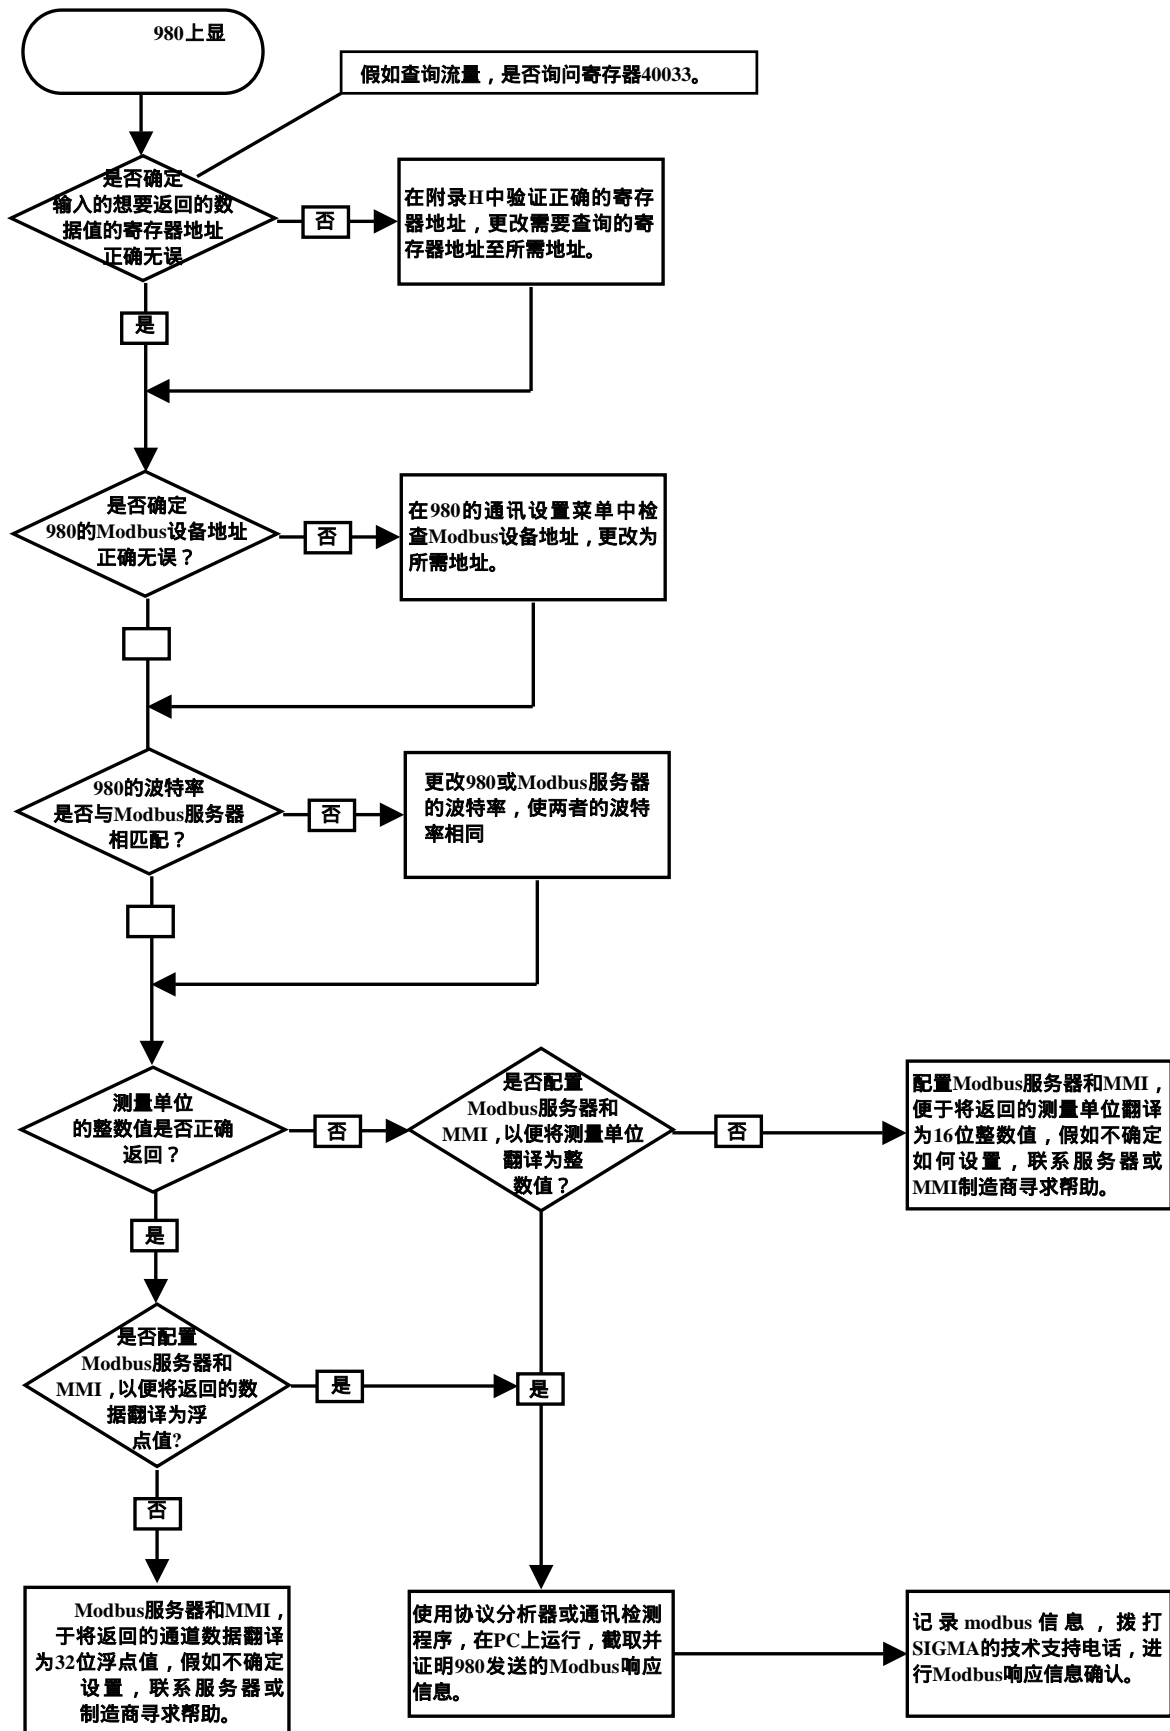 980上显
假如查询流量，是否询问寄存器40033。
是否确定
输入的想要返回的数
据值的寄存器地址
正确无误
否
在附录H中验证正确的寄存
器地址，更改需要查询的寄
存器地址至所需地址。
是
是否确定
980的Modbus设备地址
正确无误？
否
在980的通讯设置菜单中检
查Modbus设备地址，更改为
所需地址。
980的波特率
是否与Modbus服务器
相匹配？
否
更改980或Modbus服务器
的波特率，使两者的波特
率相同
测量单位
的整数值是否正确
返回？
否
是否配置
Modbus服务器和
MMI，以便将测量单位
翻译为整
数值？
否
配置Modbus服务器和MMI，
便于将返回的测量单位翻译
为16位整数值，假如不确定
如何设置，联系服务器或
MMI制造商寻求帮助。
是
是否配置
Modbus服务器和
MMI，以便将返回的数
据翻译为浮
点值?
是
是
否
Modbus服务器和MMI，
于将返回的通道数据翻译
为32位浮点值，假如不确定
设置，联系服务器或
制造商寻求帮助。
使用协议分析器或通讯检测
程序，在PC上运行，截取并
证明980发送的Modbus响应
信息。
记录modbus信息，拨打
SIGMA的技术支持电话，进
行Modbus响应信息确认。